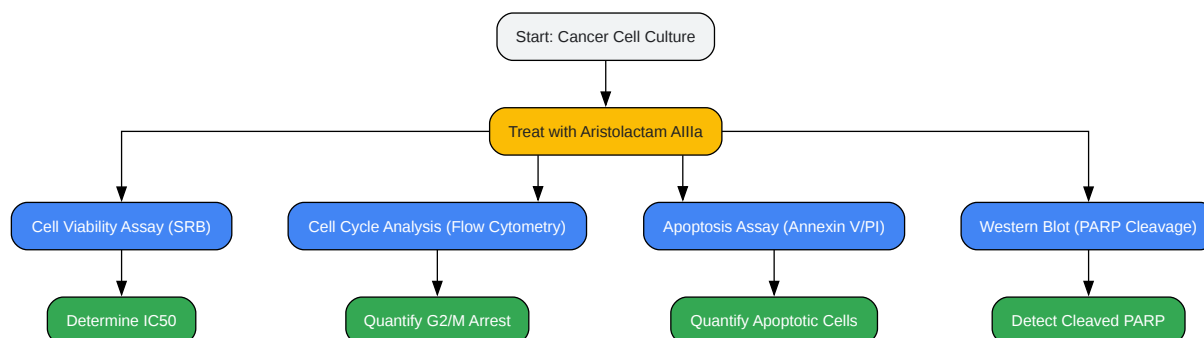 Start: Cancer Cell Culture
Treat with Aristolactam AIIIa
Cell Viability Assay (SRB)
Cell Cycle Analysis (Flow Cytometry)
Apoptosis Assay (Annexin V/PI)
Western Blot (PARP Cleavage)
Determine IC50
Quantify G2/M Arrest
Quantify Apoptotic Cells
Detect Cleaved PARP